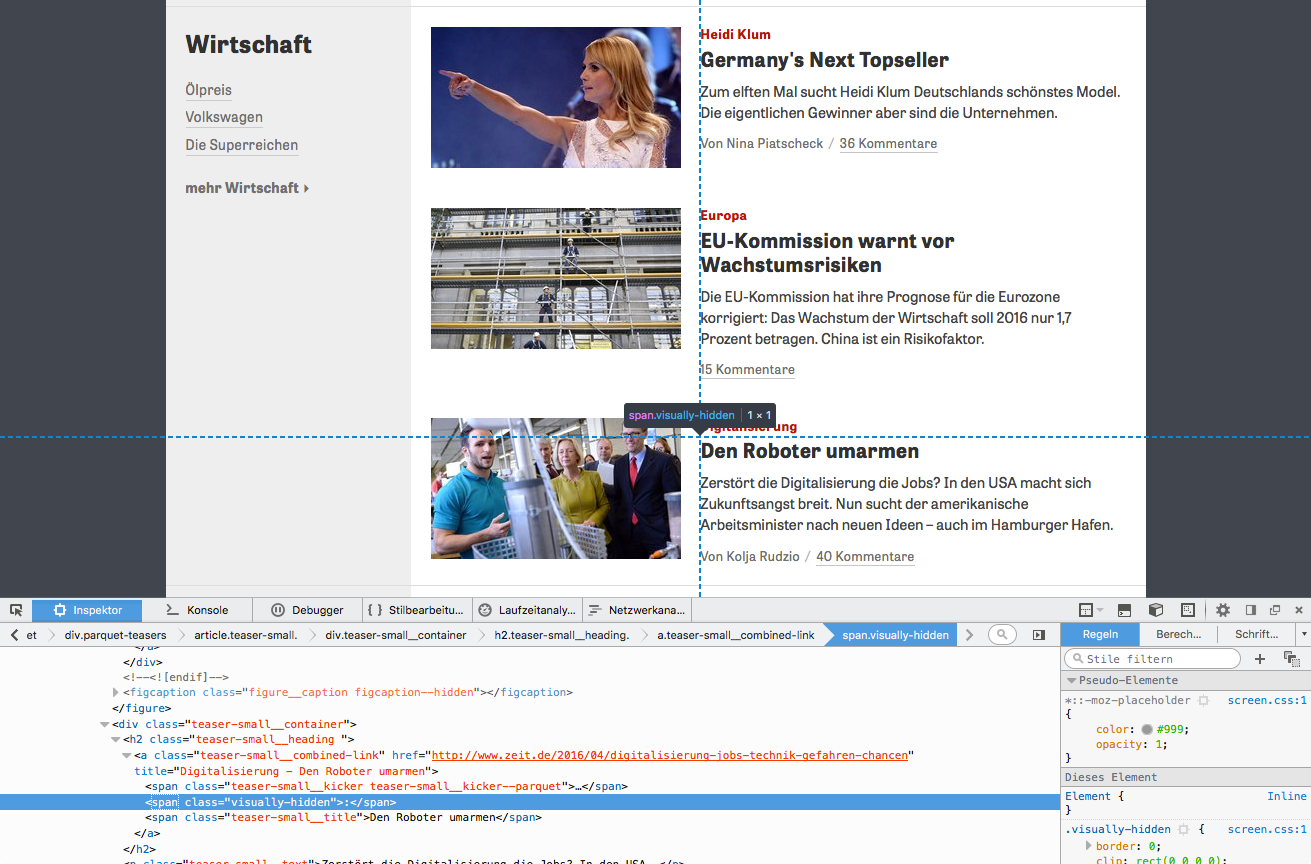 Wirtschaft
Ölpreis
Volkswagen
Die Superreichen
mehr Wirtschaft
Heidi Klum
Germany's Next Topseller
Zum elften Mal sucht Heidi Klum Deutschlands schönstes Model.
Die eigentlichen Gewinner aber sind die Unternehmen.
Von Nina Piatscheck / 36 Kommentare
Europa
EU-Kommission warnt vor
Wachstumsrisiken
Die EU-Kommission hat ihre Prognose für die Eurozone
korrigiert: Das Wachstum der Wirtschaft soll 2016 nur 1,7
Prozent betragen. China ist ein Risikofaktor.
15 Kommentare
span.visually-hidden | 1 × 1
Digitalisierung
Den Roboter umarmen
Zerstört die Digitalisierung die Jobs? In den USA macht sich
Zukunftsangst breit. Nun sucht der amerikanische
Arbeitsminister nach neuen Ideen – auch im Hamburger Hafen.
Von Kolja Rudzio / 40 Kommentare
Inspektor Konsole Debugger Stilbearbeitu... Laufzeitanaly... Netzwerkana...
et div.parquet-teasers article.teaser-small. div.teaser-small__container h2.teaser-small__heading. a.teaser-small__combined-link span.visually-hidden
</a>
</div>
<!--<![endif]-->
<figcaption class="figure__caption figcaption--hidden"></figcaption>
</figure>
<div class="teaser-small__container">
<h2 class="teaser-small__heading ">
<a class="teaser-small__combined-link" href="http://www.zeit.de/2016/04/digitalisierung-jobs-technik-gefahren-chancen"
title="Digitalisierung – Den Roboter umarmen">
<span class="teaser-small__kicker teaser-small__kicker--parquet">…</span>
<span class="visually-hidden">:</span>
<span class="teaser-small__title">Den Roboter umarmen</span>
</a>
</h2>
<p class="teaser-small__text">Zerstört die Digitalisierung die Jobs? In den USA…</p>
Regeln Berech... Schrift...
Stile filtern
Pseudo-Elemente
*::-moz-placeholder screen.css:1
{
color: #999;
opacity: 1;
}
Dieses Element
Element { Inline
}
.visually-hidden { screen.css:1
border: 0;
clip: rect(0 0 0 0);